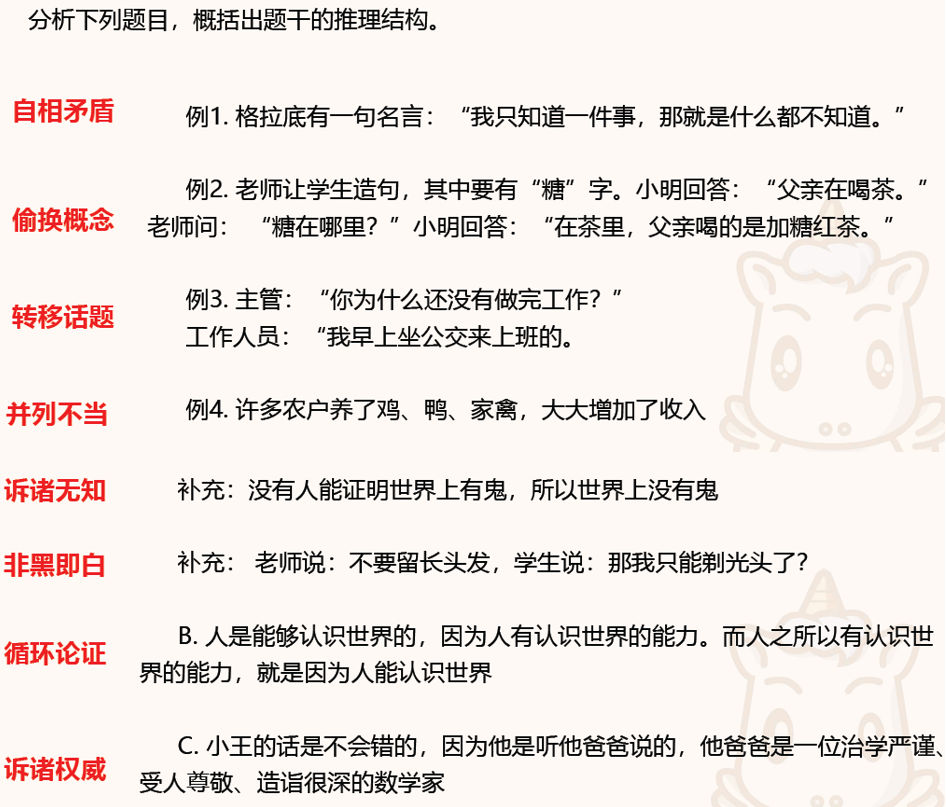 分析下列题目，概括出题干的推理结构。
自相矛盾
例1. 格拉底有一句名言：“我只知道一件事，那就是什么都不知道。”
例2. 老师让学生造句，其中要有“糖”字。小明回答：“父亲在喝茶。”
偷换概念
老师问：“糖在哪里？”小明回答：“在茶里，父亲喝的是加糖红茶。”
例3. 主管：“你为什么还没有做完工作？”
转移话题
工作人员：“我早上坐公交来上班的。
并列不当
例4. 许多农户养了鸡、鸭、家禽，大大增加了收入
诉诸无知
补充：没有人能证明世界上有鬼，所以世界上没有鬼
非黑即白
补充： 老师说：不要留长头发，学生说：那我只能剃光头了？
B. 人是能够认识世界的，因为人有认识世界的能力。而人之所以有认识世
循环论证
界的能力，就是因为人能认识世界
C. 小王的话是不会错的，因为他是听他爸爸说的，他爸爸是一位治学严谨、
诉诸权威
受人尊敬、造诣很深的数学家